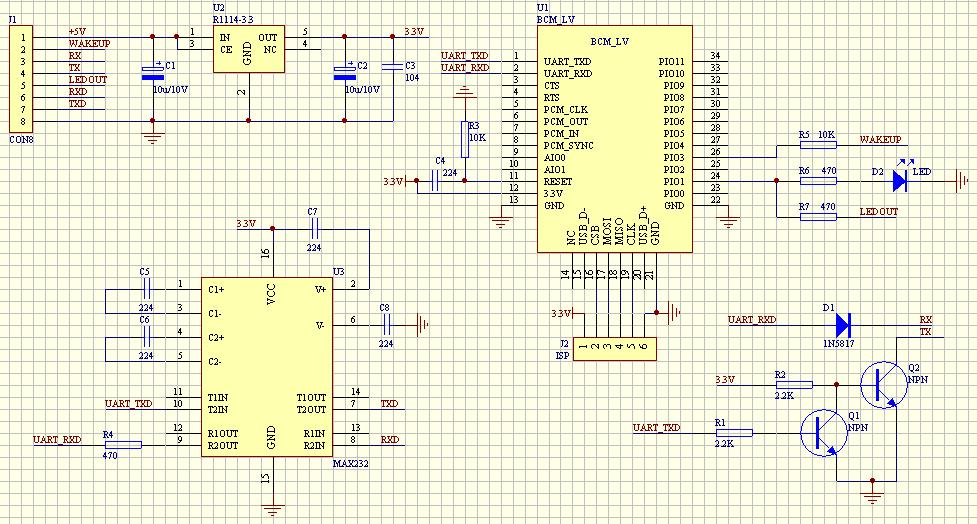 J1
1 +5V
2 WAKEUP
3 RX
4 TX
5 LEDOUT
6 RXD
7 TXD
8
CON8
C1
10u/10V
U2
R1114-3.3
1 IN OUT 5
3 CE NC 4
GND
2
3.3V
C2
10u/10V
C3
104
U1
BCM_LV
BCM_LV
UART_TXD 1 UART_TXD PIO11 34
UART_RXD 2 UART_RXD PIO10 33
3 CTS PIO9 32
4 RTS PIO8 31
5 PCM_CLK PIO7 30
6 PCM_OUT PIO6 29
7 PCM_IN PIO5 28
8 PCM_SYNC PIO4 27
9 AIO0 PIO3 26
10 AIO1 PIO2 25
11 RESET PIO1 24
12 3.3V PIO0 23
13 GND GND 22
NC USB_D- CSB MOSI MISO CLK USB_D+ GND
14 15 16 17 18 19 20 21
R3
10K
C4
224
3.3V
R5 10K WAKEUP
R6 470 D2 LED
R7 470 LEDOUT
3.3V
J2
ISP
1 2 3 4 5 6
3.3V
C7
224
16
U3
VCC
C5
224
C6
224
1 C1+ V+ 2
3 C1-
4 C2+ V- 6
5 C2-
C8
224
11 T1IN T1OUT 14
UART_TXD 10 T2IN T2OUT 7 TXD
12 R1OUT R1IN 13
UART_RXD R4 9 R2OUT R2IN 8 RXD
470
GND
MAX232
15
D1
UART_RXD RX
1N5817
TX
Q2
NPN
3.3V R2
2.2K
Q1
NPN
UART_TXD R1
2.2K